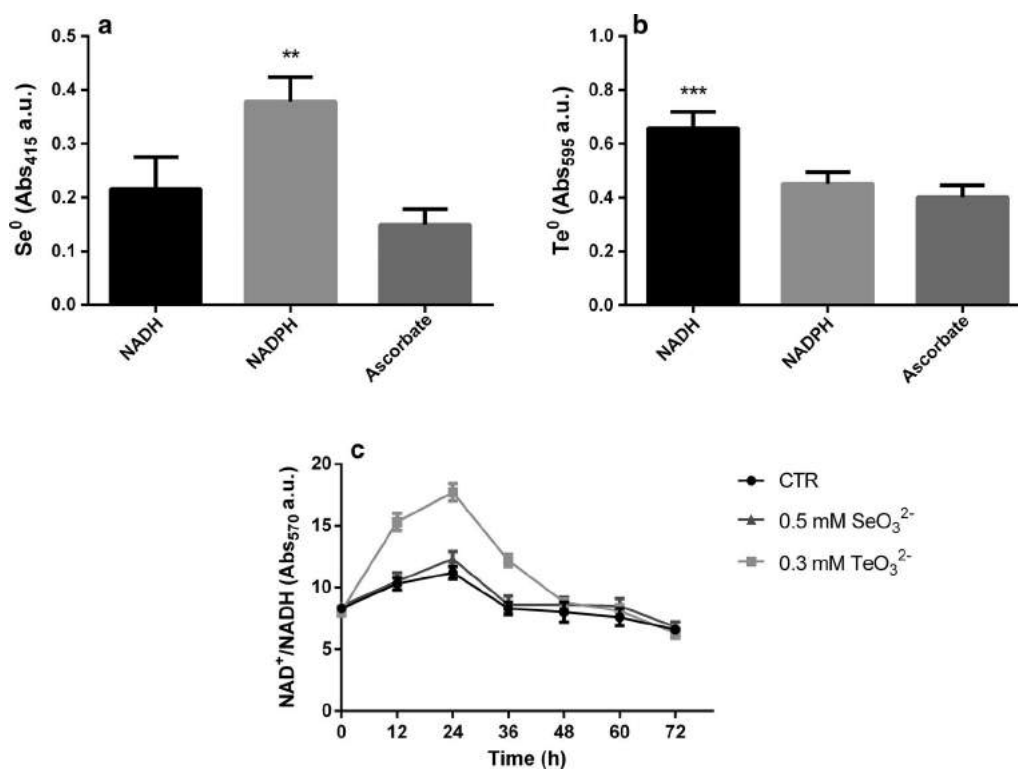 a
0.5
0.4
0.3
0.2
0.1
0.0
Se⁰ (Abs₄₁₅ a.u.)
**
NADH
NADPH
Ascorbate
b
1.0
0.8
0.6
0.4
0.2
0.0
Te⁰ (Abs₅₉₅ a.u.)
***
NADH
NADPH
Ascorbate
c
20
15
10
5
0
NAD⁺/NADH (Abs₅₇₀ a.u.)
0 12 24 36 48 60 72
Time (h)
CTR
0.5 mM SeO₃²⁻
0.3 mM TeO₃²⁻